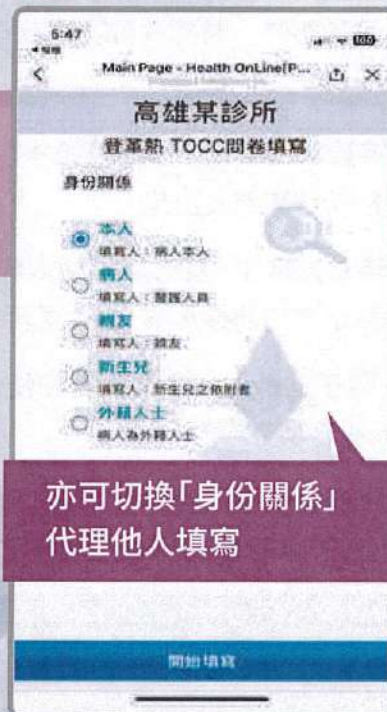 5:47
Main Page - Health OnLine[P...
高雄某診所
登革熱 TOCC問卷填寫
身份關係
本人
填寫人：病人本人
病人
填寫人：醫護人員
親友
填寫人：親友
新生兒
填寫人：新生兒之依附者
外籍人士
病人為外籍人士
亦可切換「身份關係」
代理他人填寫
開始填寫